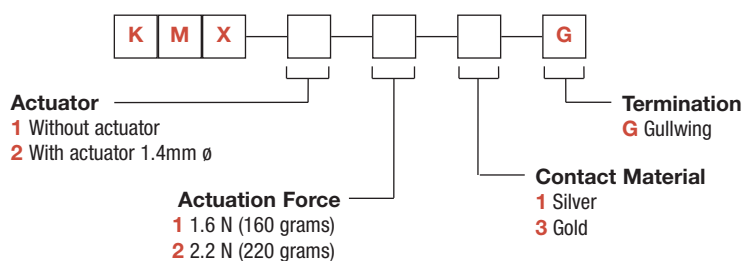 K M X G
Actuator
1 Without actuator
2 With actuator 1.4mm ø
Actuation Force
1 1.6 N (160 grams)
2 2.2 N (220 grams)
Contact Material
1 Silver
3 Gold
Termination
G Gullwing